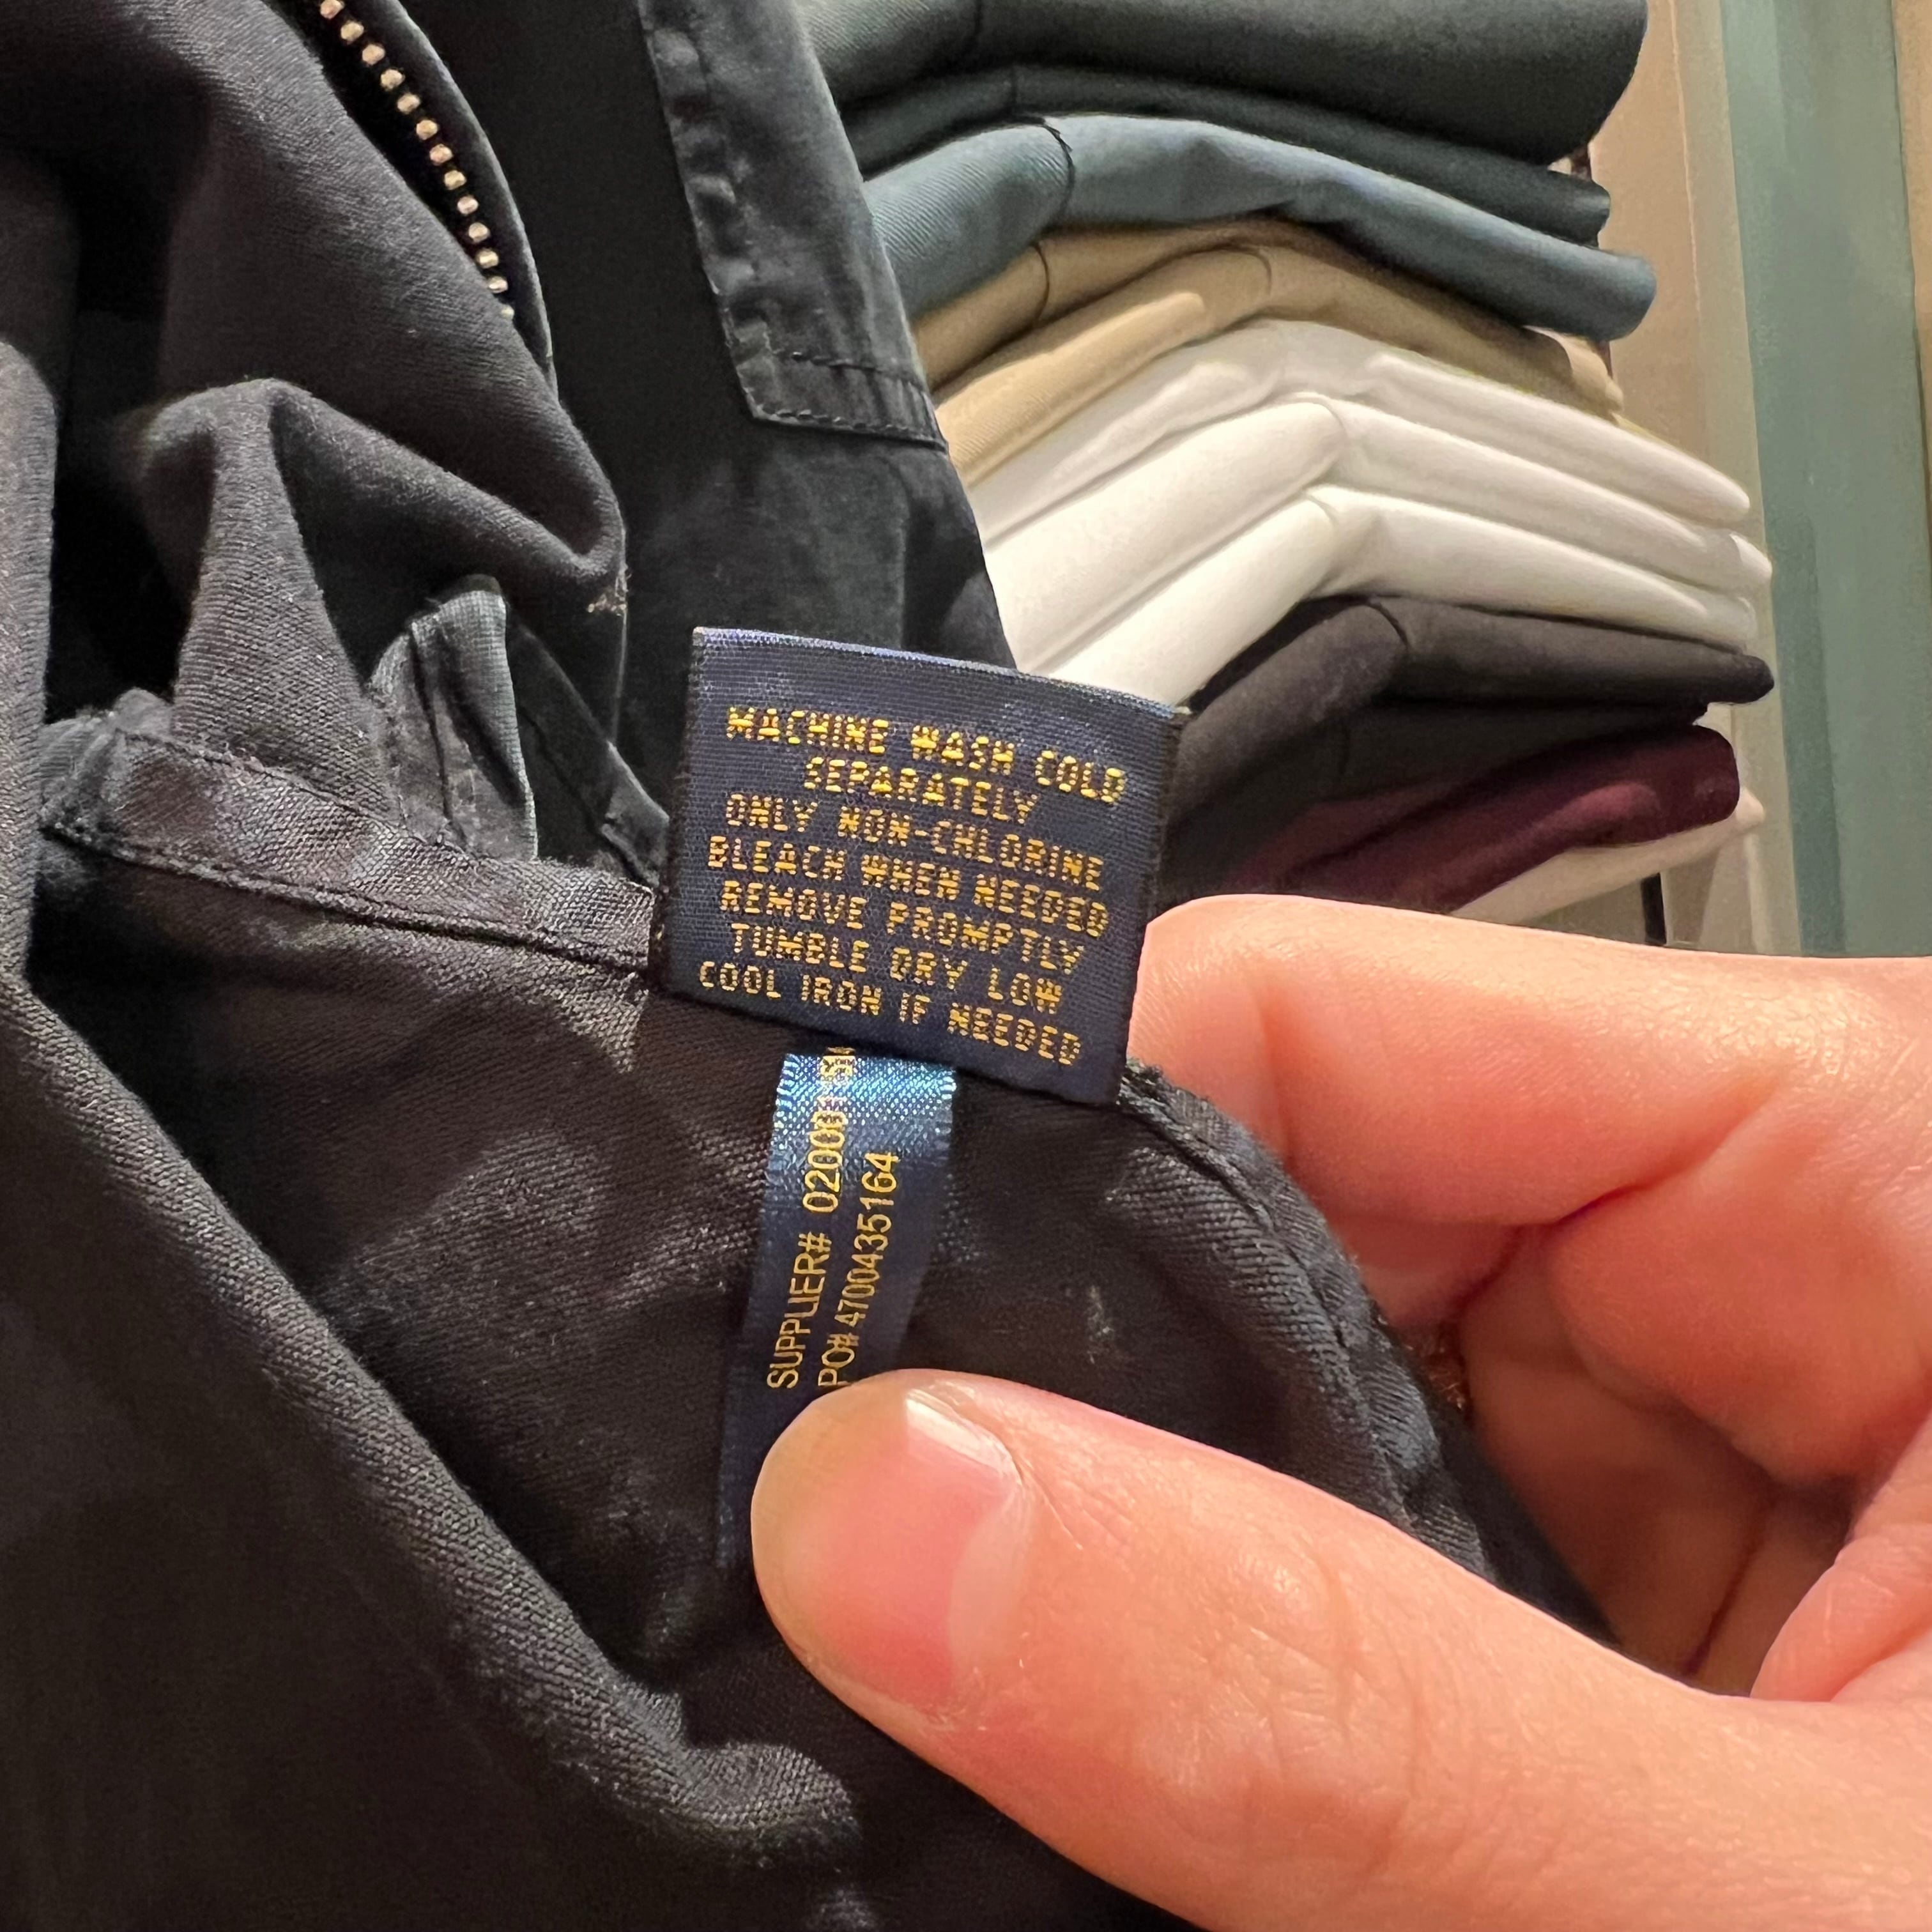 MACHINE WASH COLD
SEPARATELY
ONLY NON-CHLORINE
BLEACH WHEN NEEDED
REMOVE PROMPTLY
TUMBLE DRY LOW
COOL IRON IF NEEDED
SUPPLIER#
PO# 4700435164